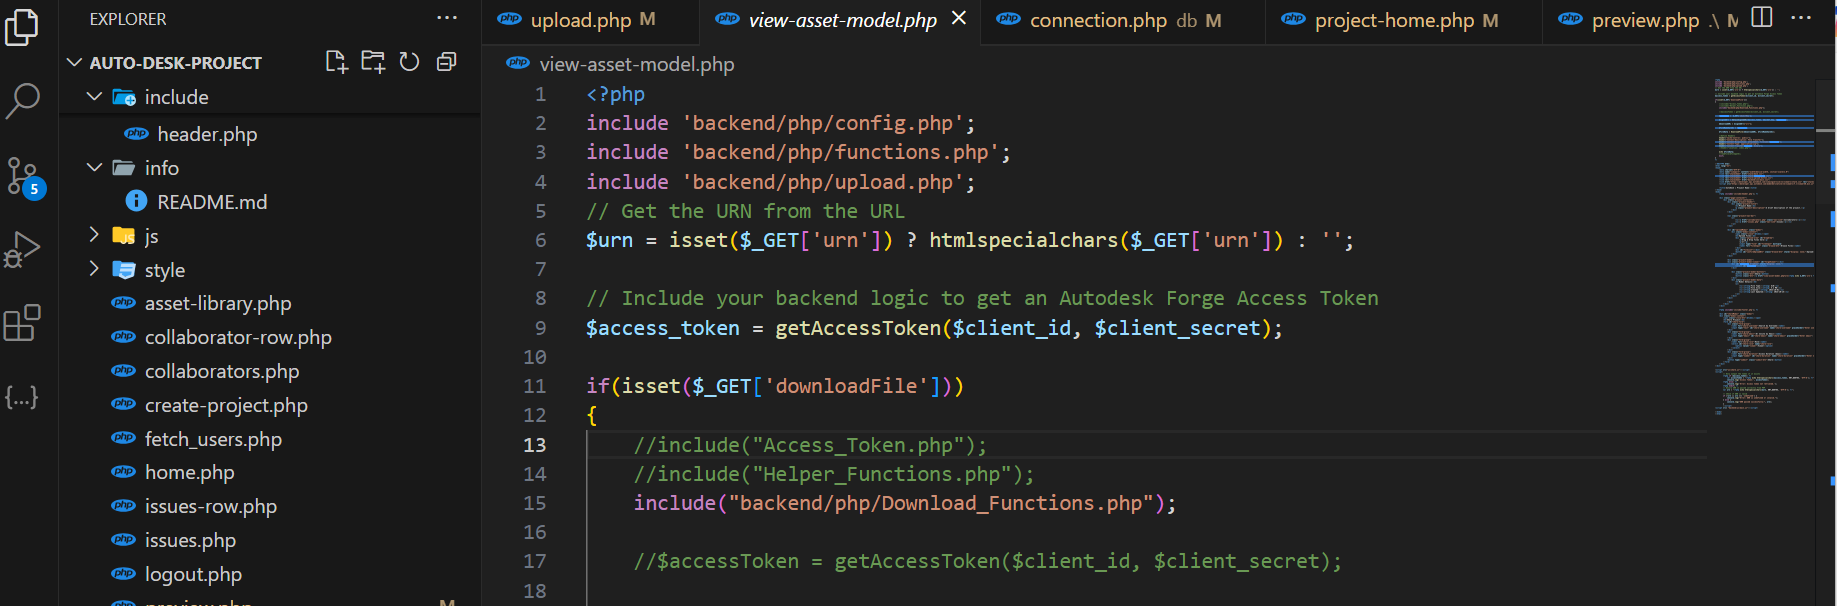 EXPLORER
AUTO-DESK-PROJECT
include
header.php
info
README.md
js
style
asset-library.php
collaborator-row.php
collaborators.php
create-project.php
fetch_users.php
home.php
issues-row.php
issues.php
logout.php
preview.php M
5
upload.php M
view-asset-model.php
connection.php db M
project-home.php M
preview.php .\ M
view-asset-model.php
1 <?php
2 include 'backend/php/config.php';
3 include 'backend/php/functions.php';
4 include 'backend/php/upload.php';
5 // Get the URN from the URL
6 $urn = isset($_GET['urn']) ? htmlspecialchars($_GET['urn']) : '';
7
8 // Include your backend logic to get an Autodesk Forge Access Token
9 $access_token = getAccessToken($client_id, $client_secret);
10
11 if(isset($_GET['downloadFile']))
12 {
13 //include("Access_Token.php");
14 //include("Helper_Functions.php");
15 include("backend/php/Download_Functions.php");
16
17 //$accessToken = getAccessToken($client_id, $client_secret);
18